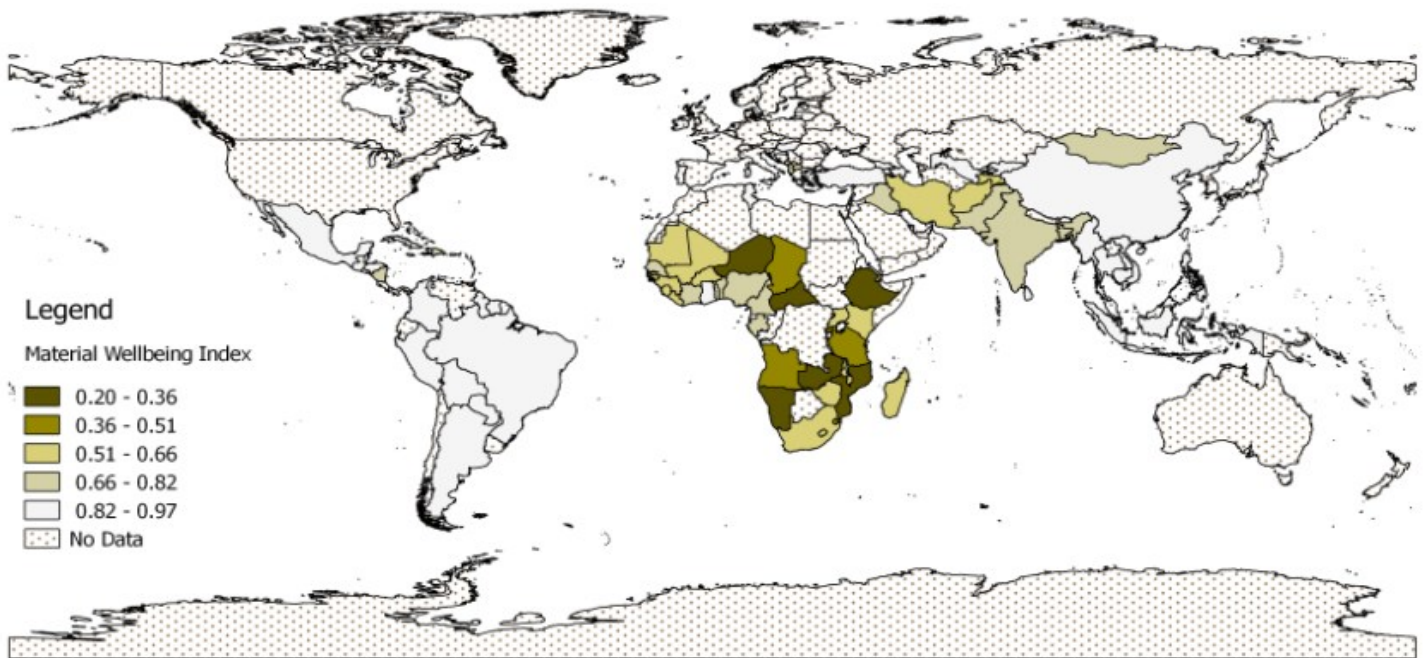 Legend
Material Wellbeing Index
0.20 - 0.36
0.36 - 0.51
0.51 - 0.66
0.66 - 0.82
0.82 - 0.97
No Data